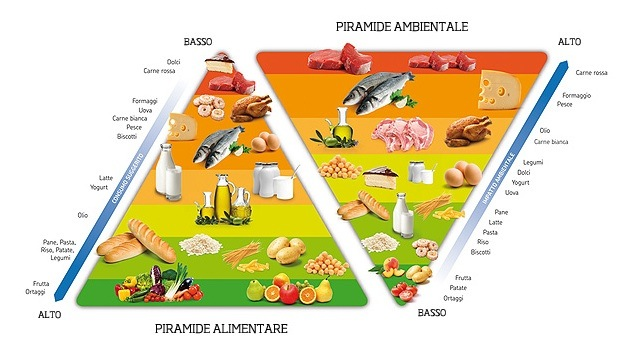 PIRAMIDE AMBIENTALE
BASSO
ALTO
Dolci
Carne rossa
Formaggi
Uova
Carne bianca
Pesce
Biscotti
CONSUMO SUGGERITO
Latte
Yogurt
Olio
Pane, Pasta,
Riso, Patate,
Legumi
Frutta
Ortaggi
ALTO
PIRAMIDE ALIMENTARE
Carne rossa
Formaggio
Pesce
Olio
Carne bianca
Legumi
Dolci
Yogurt
Uova
IMPATTO AMBIENTALE
Pane
Latte
Pasta
Riso
Biscotti
Frutta
Patate
Ortaggi
BASSO